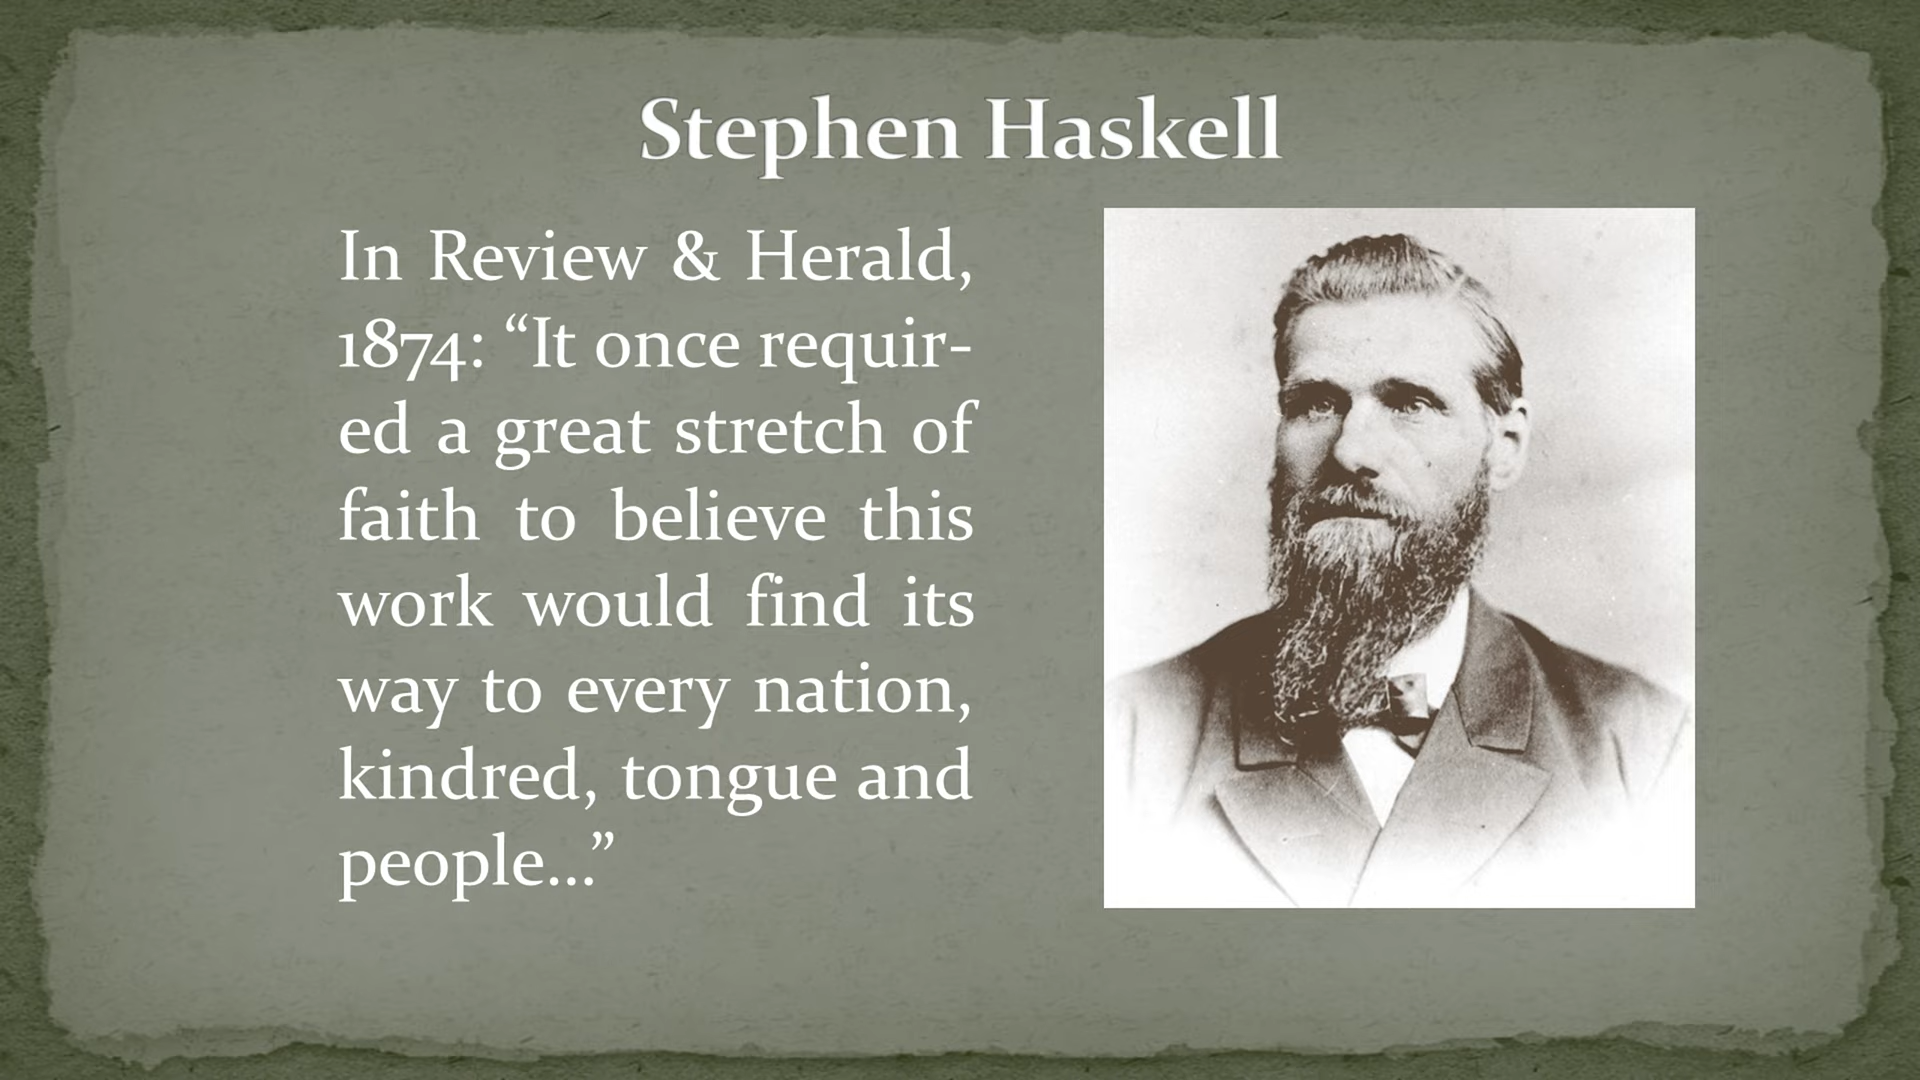 Stephen Haskell
In Review & Herald,
1874: “It once requir-
ed a great stretch of
faith to believe this
work would find its
way to every nation,
kindred, tongue and
people...”